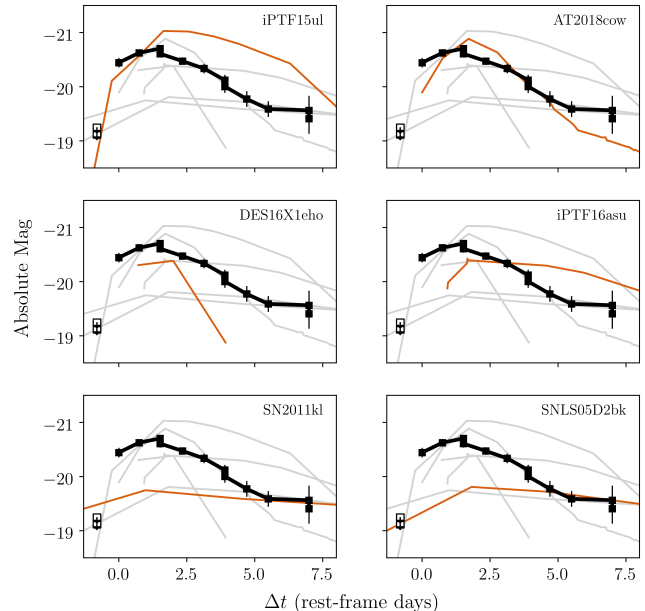 iPTF15ul
AT2018cow
−21
−20
−19
DES16X1eho
iPTF16asu
−21
−20
−19
Absolute Mag
SN2011kl
SNLS05D2bk
−21
−20
−19
0.0 2.5 5.0 7.5 0.0 2.5 5.0 7.5
Δt (rest-frame days)